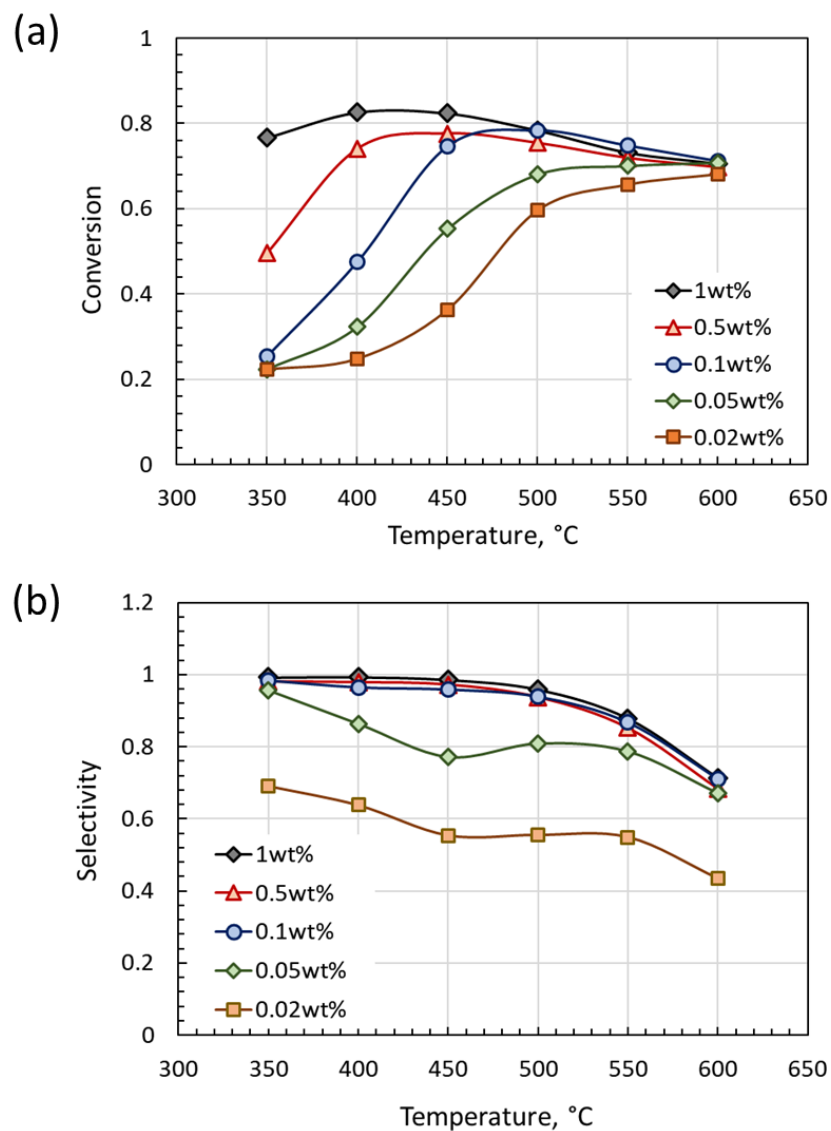 (a)
1
0.8
0.6
0.4
0.2
0
Conversion
1wt%
0.5wt%
0.1wt%
0.05wt%
0.02wt%
300 350 400 450 500 550 600 650
Temperature, °C
(b)
1.2
1
0.8
0.6
0.4
0.2
0
Selectivity
1wt%
0.5wt%
0.1wt%
0.05wt%
0.02wt%
300 350 400 450 500 550 600 650
Temperature, °C